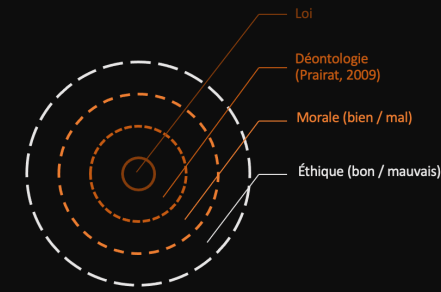 Loi
Déontologie
(Prairat, 2009)
Morale (bien / mal)
Éthique (bon / mauvais)